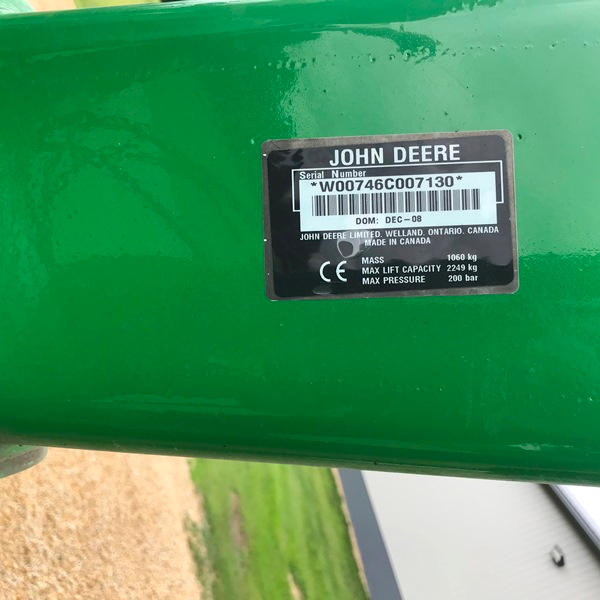 JOHN DEERE
Serial Number
*W00746C007130*
DOM: DEC-08
JOHN DEERE LIMITED, WELLAND, ONTARIO, CANADA
MADE IN CANADA
CE
MASS 1060 kg
MAX LIFT CAPACITY 2249 kg
MAX PRESSURE 200 bar